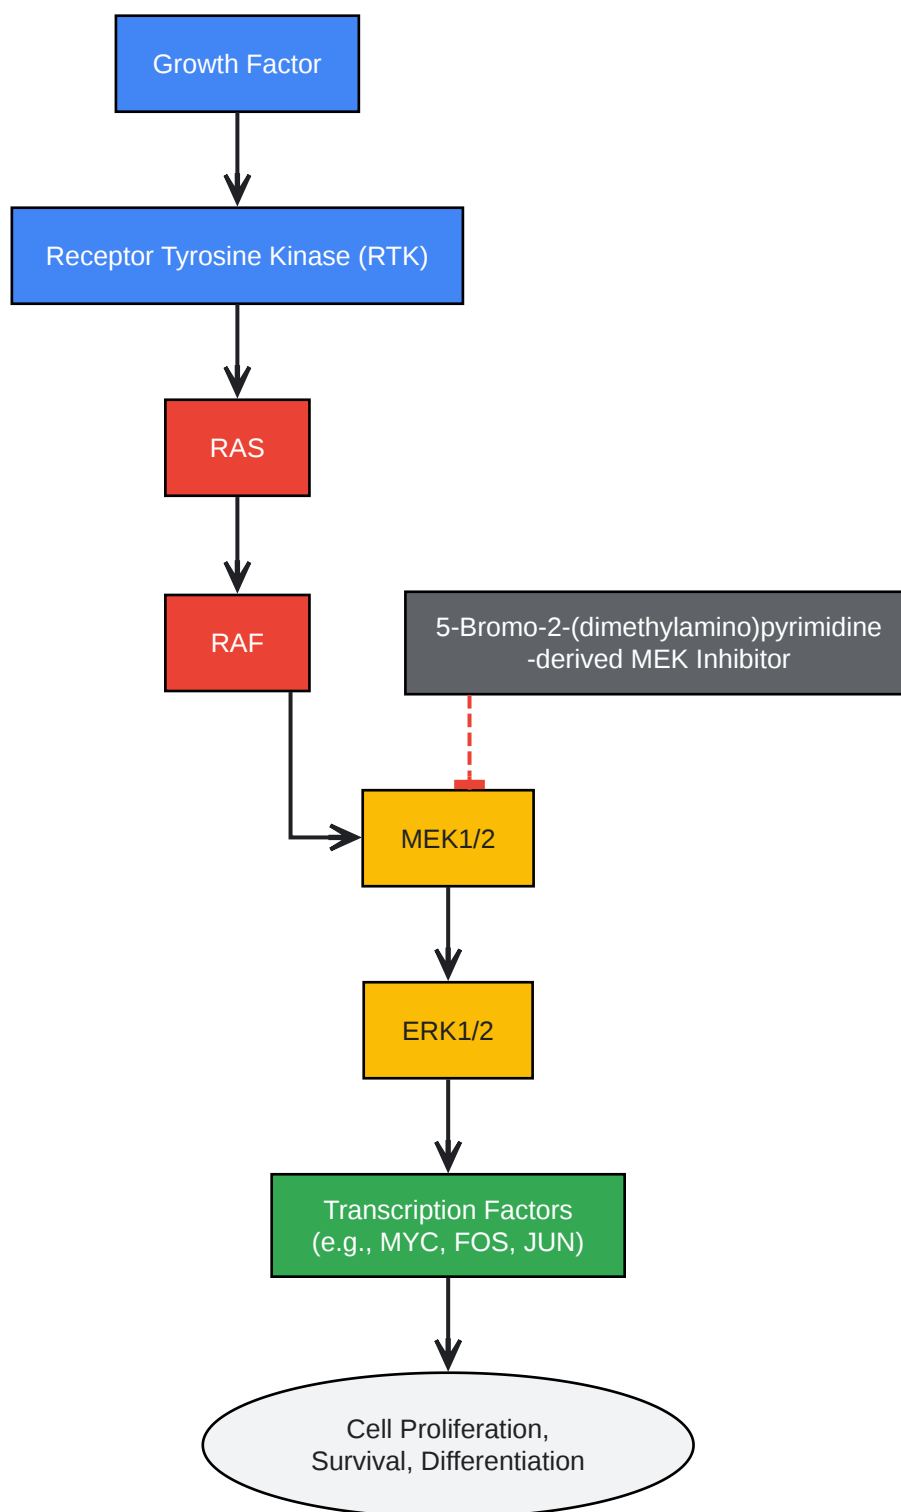 Growth Factor
Receptor Tyrosine Kinase (RTK)
RAS
RAF
5-Bromo-2-(dimethylamino)pyrimidine
-derived MEK Inhibitor
MEK1/2
ERK1/2
Transcription Factors
(e.g., MYC, FOS, JUN)
Cell Proliferation,
Survival, Differentiation